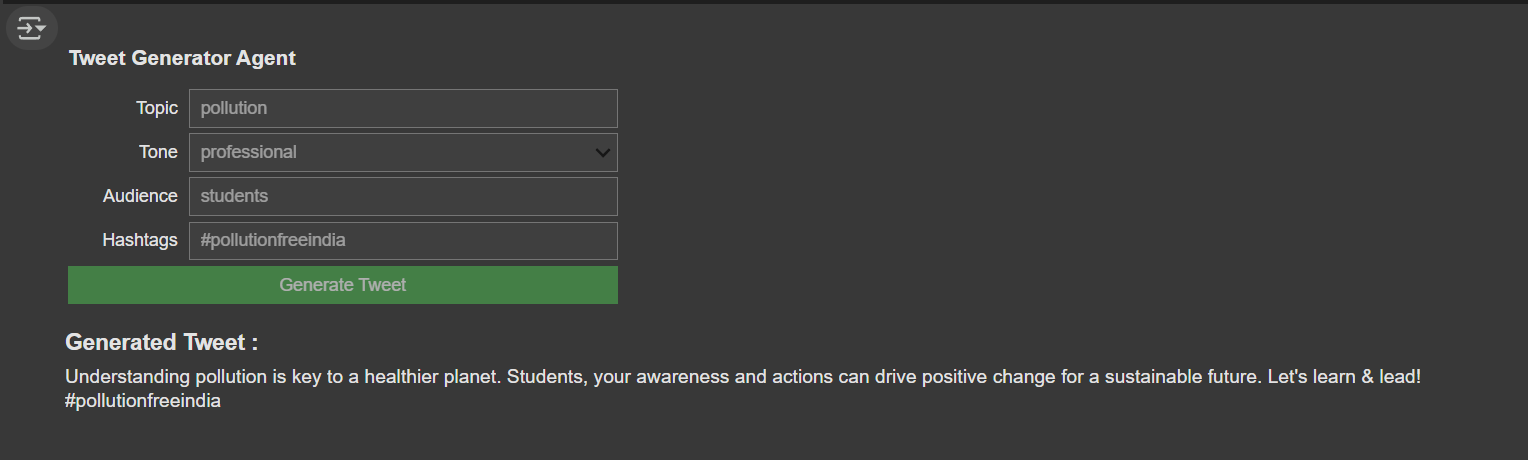 Tweet Generator Agent
Topic pollution
Tone professional
Audience students
Hashtags #pollutionfreeindia
Generate Tweet
Generated Tweet :
Understanding pollution is key to a healthier planet. Students, your awareness and actions can drive positive change for a sustainable future. Let's learn & lead!
#pollutionfreeindia